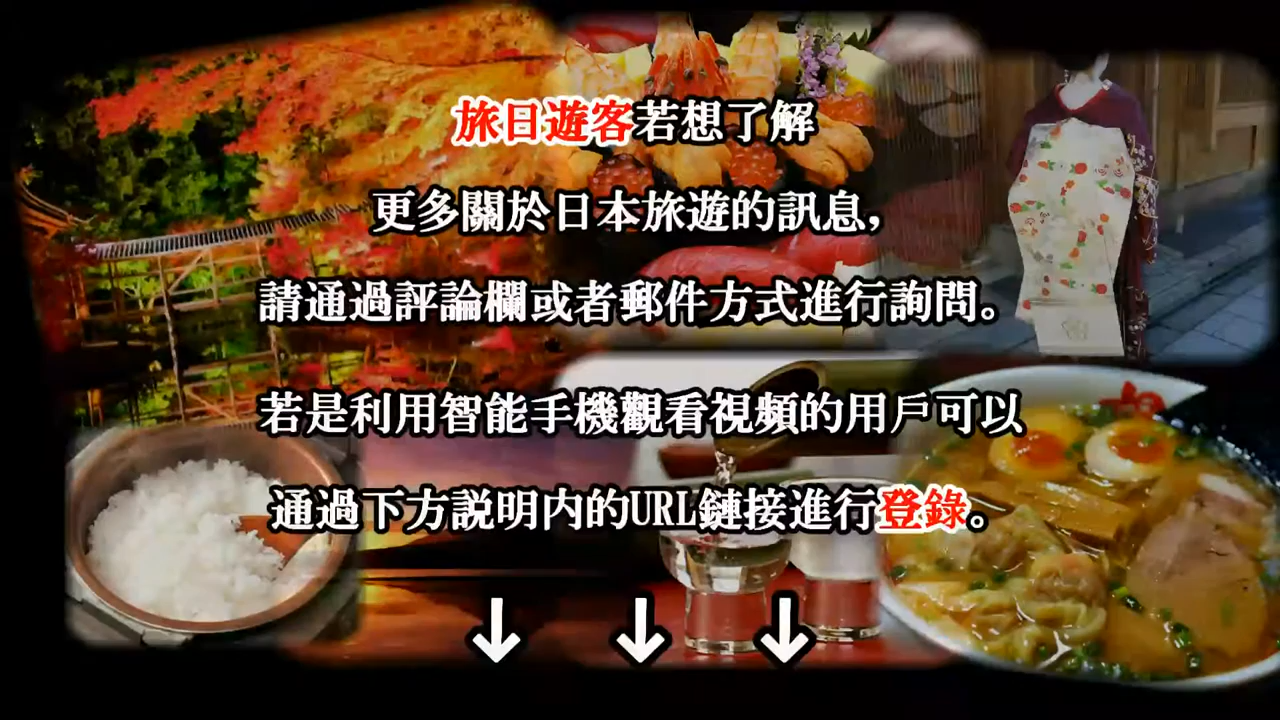 旅日遊客若想了解
更多關於日本旅遊的訊息，
請通過評論欄或者郵件方式進行詢問。
若是利用智能手機觀看視頻的用戶可以
通過下方説明内的URL鏈接進行登錄。
↓ ↓ ↓